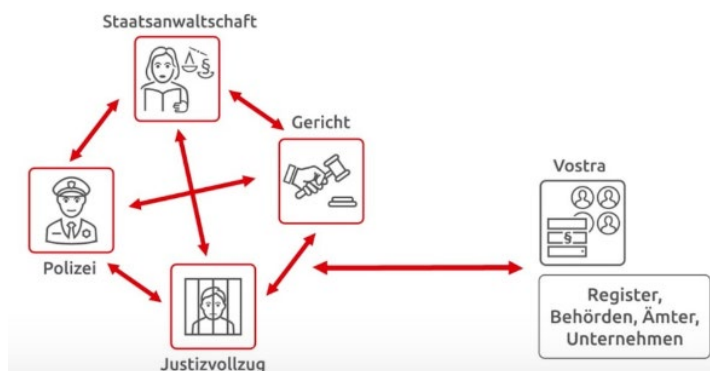 Staatsanwaltschaft
Gericht
Polizei
Justizvollzug
Vostra
§
§
Register,
Behörden, Ämter,
Unternehmen